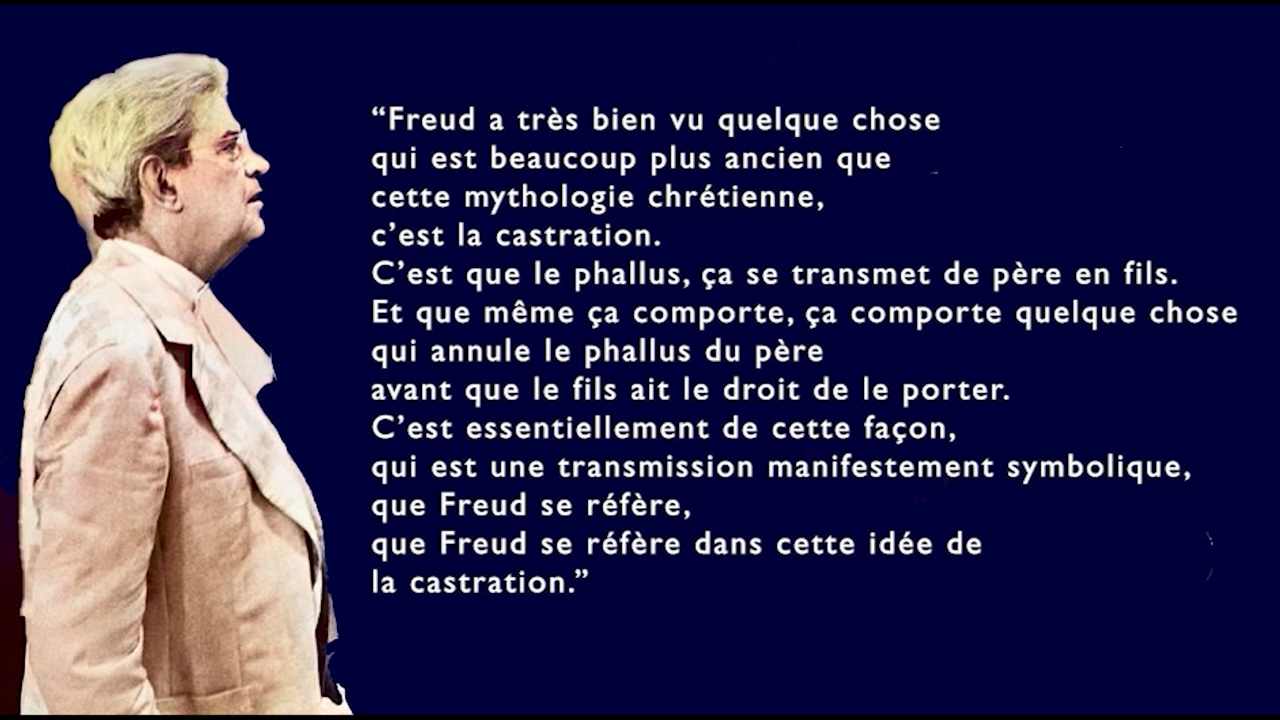 “Freud a très bien vu quelque chose
qui est beaucoup plus ancien que
cette mythologie chrétienne,
c’est la castration.
C’est que le phallus, ça se transmet de père en fils.
Et que même ça comporte, ça comporte quelque chose
qui annule le phallus du père
avant que le fils ait le droit de le porter.
C’est essentiellement de cette façon,
qui est une transmission manifestement symbolique,
que Freud se réfère,
que Freud se réfère dans cette idée de
la castration.”